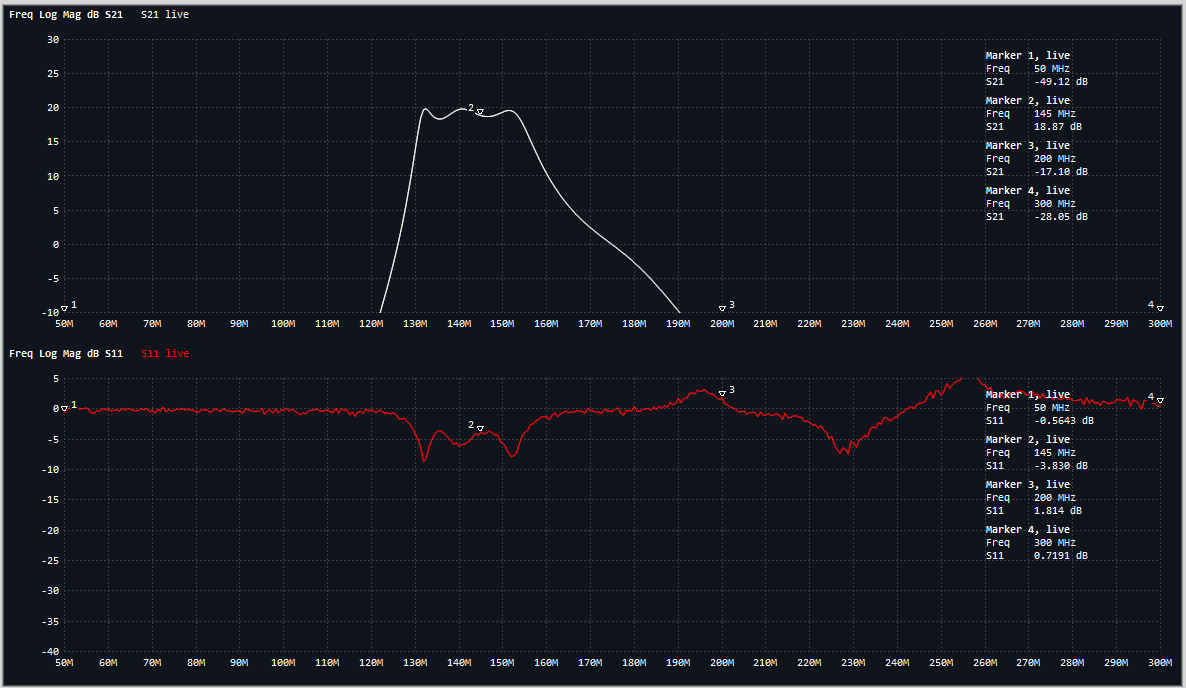 Freq Log Mag dB S21 S21 live
30
25
20
15
10
5
0
-5
-10
1
2
3
4
50M 60M 70M 80M 90M 100M 110M 120M 130M 140M 150M 160M 170M 180M 190M 200M 210M 220M 230M 240M 250M 260M 270M 280M 290M 300M
Marker 1, live
Freq 50 MHz
S21 -49.12 dB
Marker 2, live
Freq 145 MHz
S21 18.87 dB
Marker 3, live
Freq 200 MHz
S21 -17.10 dB
Marker 4, live
Freq 300 MHz
S21 -28.05 dB
Freq Log Mag dB S11 S11 live
5
0
-5
-10
-15
-20
-25
-30
-35
-40
1
2
3
4
50M 60M 70M 80M 90M 100M 110M 120M 130M 140M 150M 160M 170M 180M 190M 200M 210M 220M 230M 240M 250M 260M 270M 280M 290M 300M
Marker 1, live
Freq 50 MHz
S11 -0.5643 dB
Marker 2, live
Freq 145 MHz
S11 -3.830 dB
Marker 3, live
Freq 200 MHz
S11 1.814 dB
Marker 4, live
Freq 300 MHz
S11 0.7191 dB